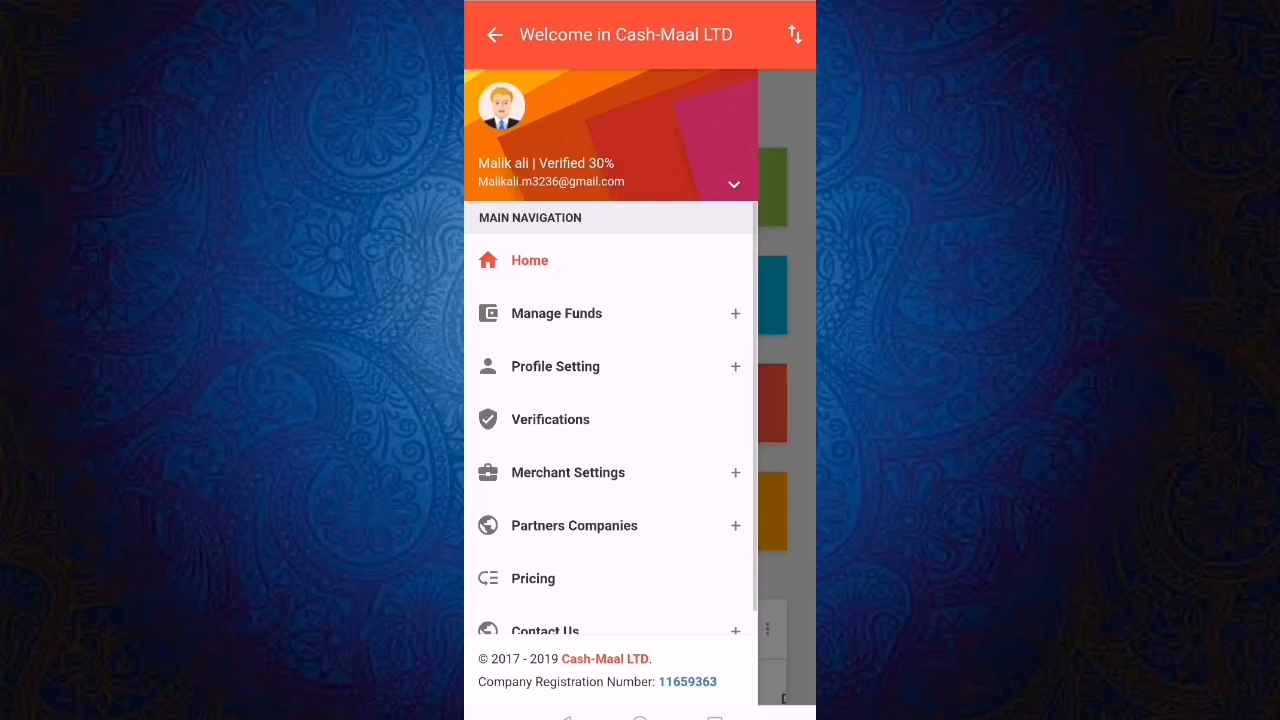 Welcome in Cash-Maal LTD
Malik ali | Verified 30%
Malikali.m3236@gmail.com
MAIN NAVIGATION
Home
Manage Funds +
Profile Setting +
Verifications
Merchant Settings +
Partners Companies +
Pricing
Contact Us +
© 2017 - 2019 Cash-Maal LTD.
Company Registration Number: 11659363